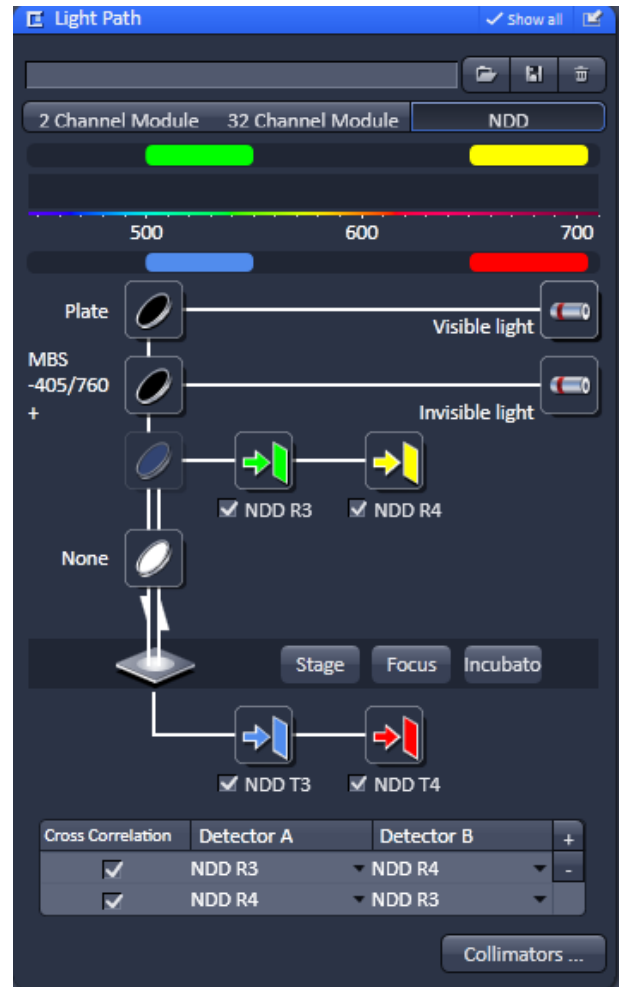 Light Path
Show all
2 Channel Module 32 Channel Module NDD
500 600 700
Plate
Visible light
MBS
-405/760
+
Invisible light
NDD R3 NDD R4
None
Stage Focus Incubato
NDD T3 NDD T4
Cross Correlation Detector A Detector B +
NDD R3 NDD R4 -
NDD R4 NDD R3
Collimators ...